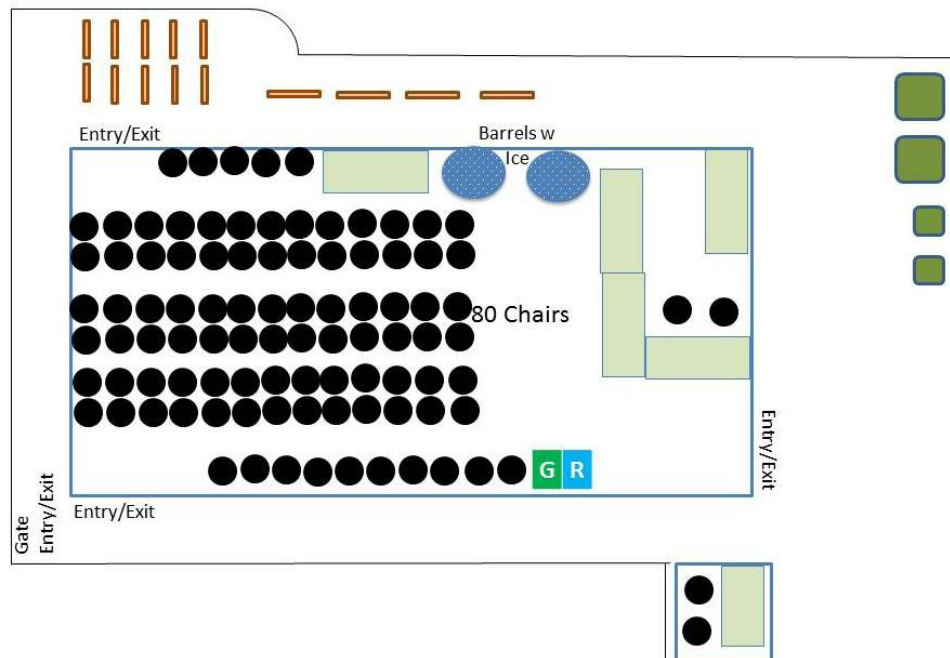 Entry/Exit
Barrels w
Ice
80 Chairs
G R
Entry/Exit
Entry/Exit
Gate
Entry/Exit